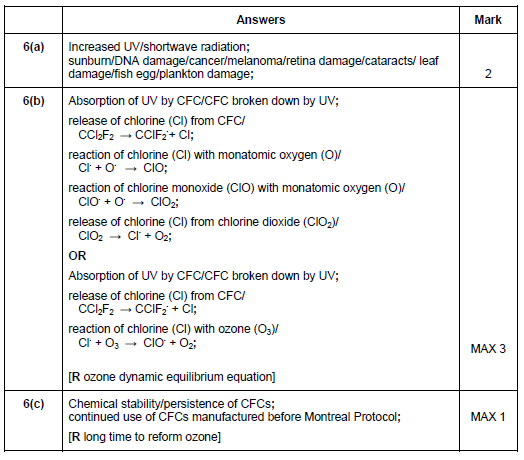 Answers Mark
6(a) Increased UV/shortwave radiation;
sunburn/DNA damage/cancer/melanoma/retina damage/cataracts/ leaf
damage/fish egg/plankton damage; 2
6(b) Absorption of UV by CFC/CFC broken down by UV;
release of chlorine (Cl) from CFC/
CCl₂F₂ → CClF₂˙+ Cl;
reaction of chlorine (Cl) with monatomic oxygen (O)/
Cl˙ + O˙ → ClO;
reaction of chlorine monoxide (ClO) with monatomic oxygen (O)/
ClO˙ + O˙ → ClO₂;
release of chlorine (Cl) from chlorine dioxide (ClO₂)/
ClO₂ → Cl˙ + O₂;
OR
Absorption of UV by CFC/CFC broken down by UV;
release of chlorine (Cl) from CFC/
CCl₂F₂ → CClF₂˙ + Cl;
reaction of chlorine (Cl) with ozone (O₃)/
Cl˙ + O₃ → ClO˙ + O₂;
MAX 3
[R ozone dynamic equilibrium equation]
6(c) Chemical stability/persistence of CFCs;
continued use of CFCs manufactured before Montreal Protocol; MAX 1
[R long time to reform ozone]